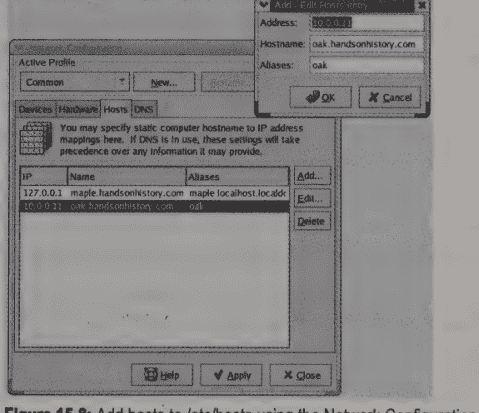 Add / Edit Hosts entry
Address: 10.0.0.11
Hostname: oak.handsonhistory.com
Aliases: oak
OK Cancel
Network Configuration
Active Profile
Common New...
Devices Hardware Hosts DNS
You may specify static computer hostname to IP address
mappings here. If DNS is in use, these settings will take
precedence over any information it may provide.
IP Name Aliases
127.0.0.1 maple.handsonhistory.com maple localhost.localdc
10.0.0.11 oak.handsonhistory.com oak
Add...
Edit...
Delete
Help Apply Close
Add hosts to /etc/hosts using the Network Configuration